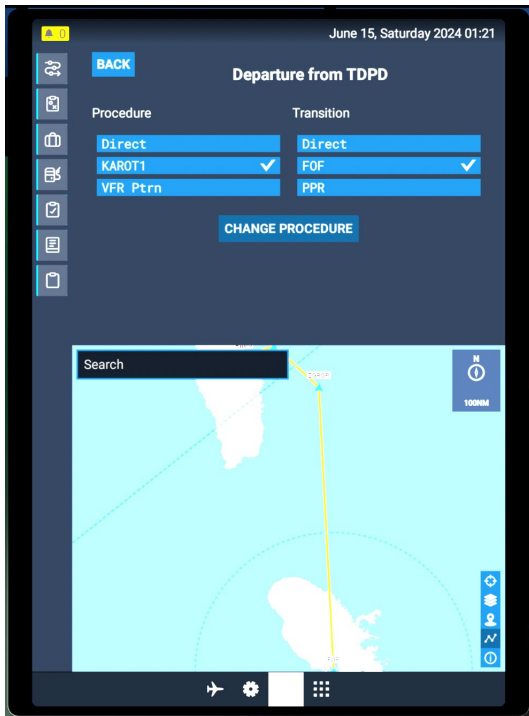 0
June 15, Saturday 2024 01:21
BACK
Departure from TDPD
Procedure
Transition
Direct
Direct
KAROT1
FOF
VFR Ptrn
PPR
CHANGE PROCEDURE
Search
N
100NM